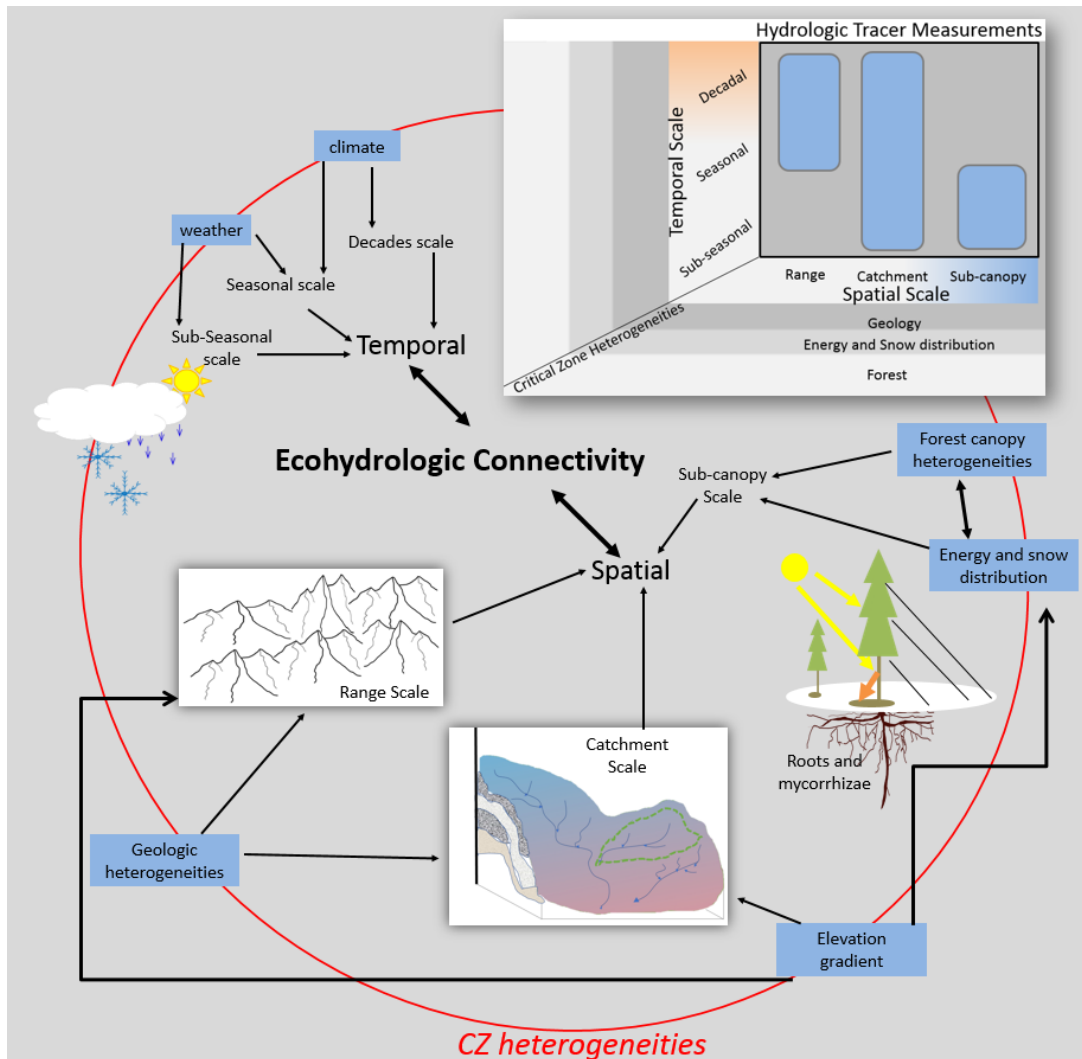 Hydrologic Tracer Measurements
Temporal Scale
Decadal
Seasonal
Sub-seasonal
Range
Catchment
Sub-canopy
Spatial Scale
Critical Zone Heterogeneities
Geology
Energy and Snow distribution
Forest
climate
weather
Decades scale
Seasonal scale
Sub-Seasonal
scale
Temporal
Ecohydrologic Connectivity
Forest canopy
heterogeneities
Sub-canopy
Scale
Energy and snow
distribution
Spatial
Range Scale
Roots and
mycorrhizae
Catchment
Scale
Geologic
heterogeneities
Elevation
gradient
CZ heterogeneities